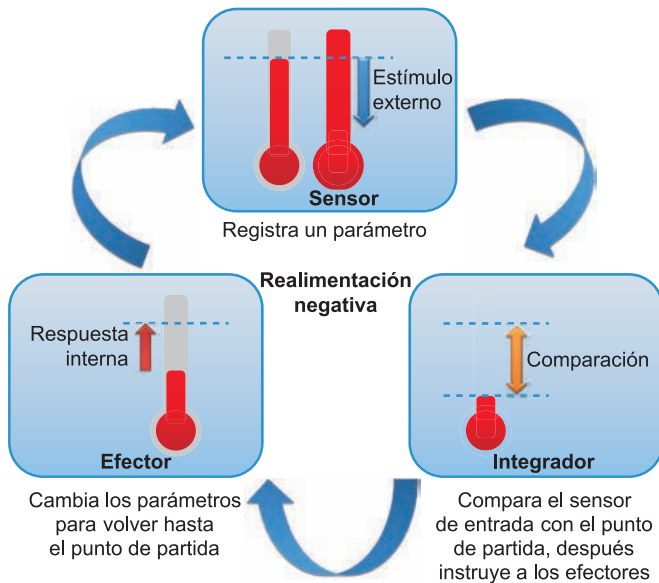 Estímulo
externo
Sensor
Registra un parámetro
Realimentación
negativa
Respuesta
interna
Efector
Cambia los parámetros
para volver hasta
el punto de partida
Comparación
Integrador
Compara el sensor
de entrada con el punto
de partida, después
instruye a los efectores